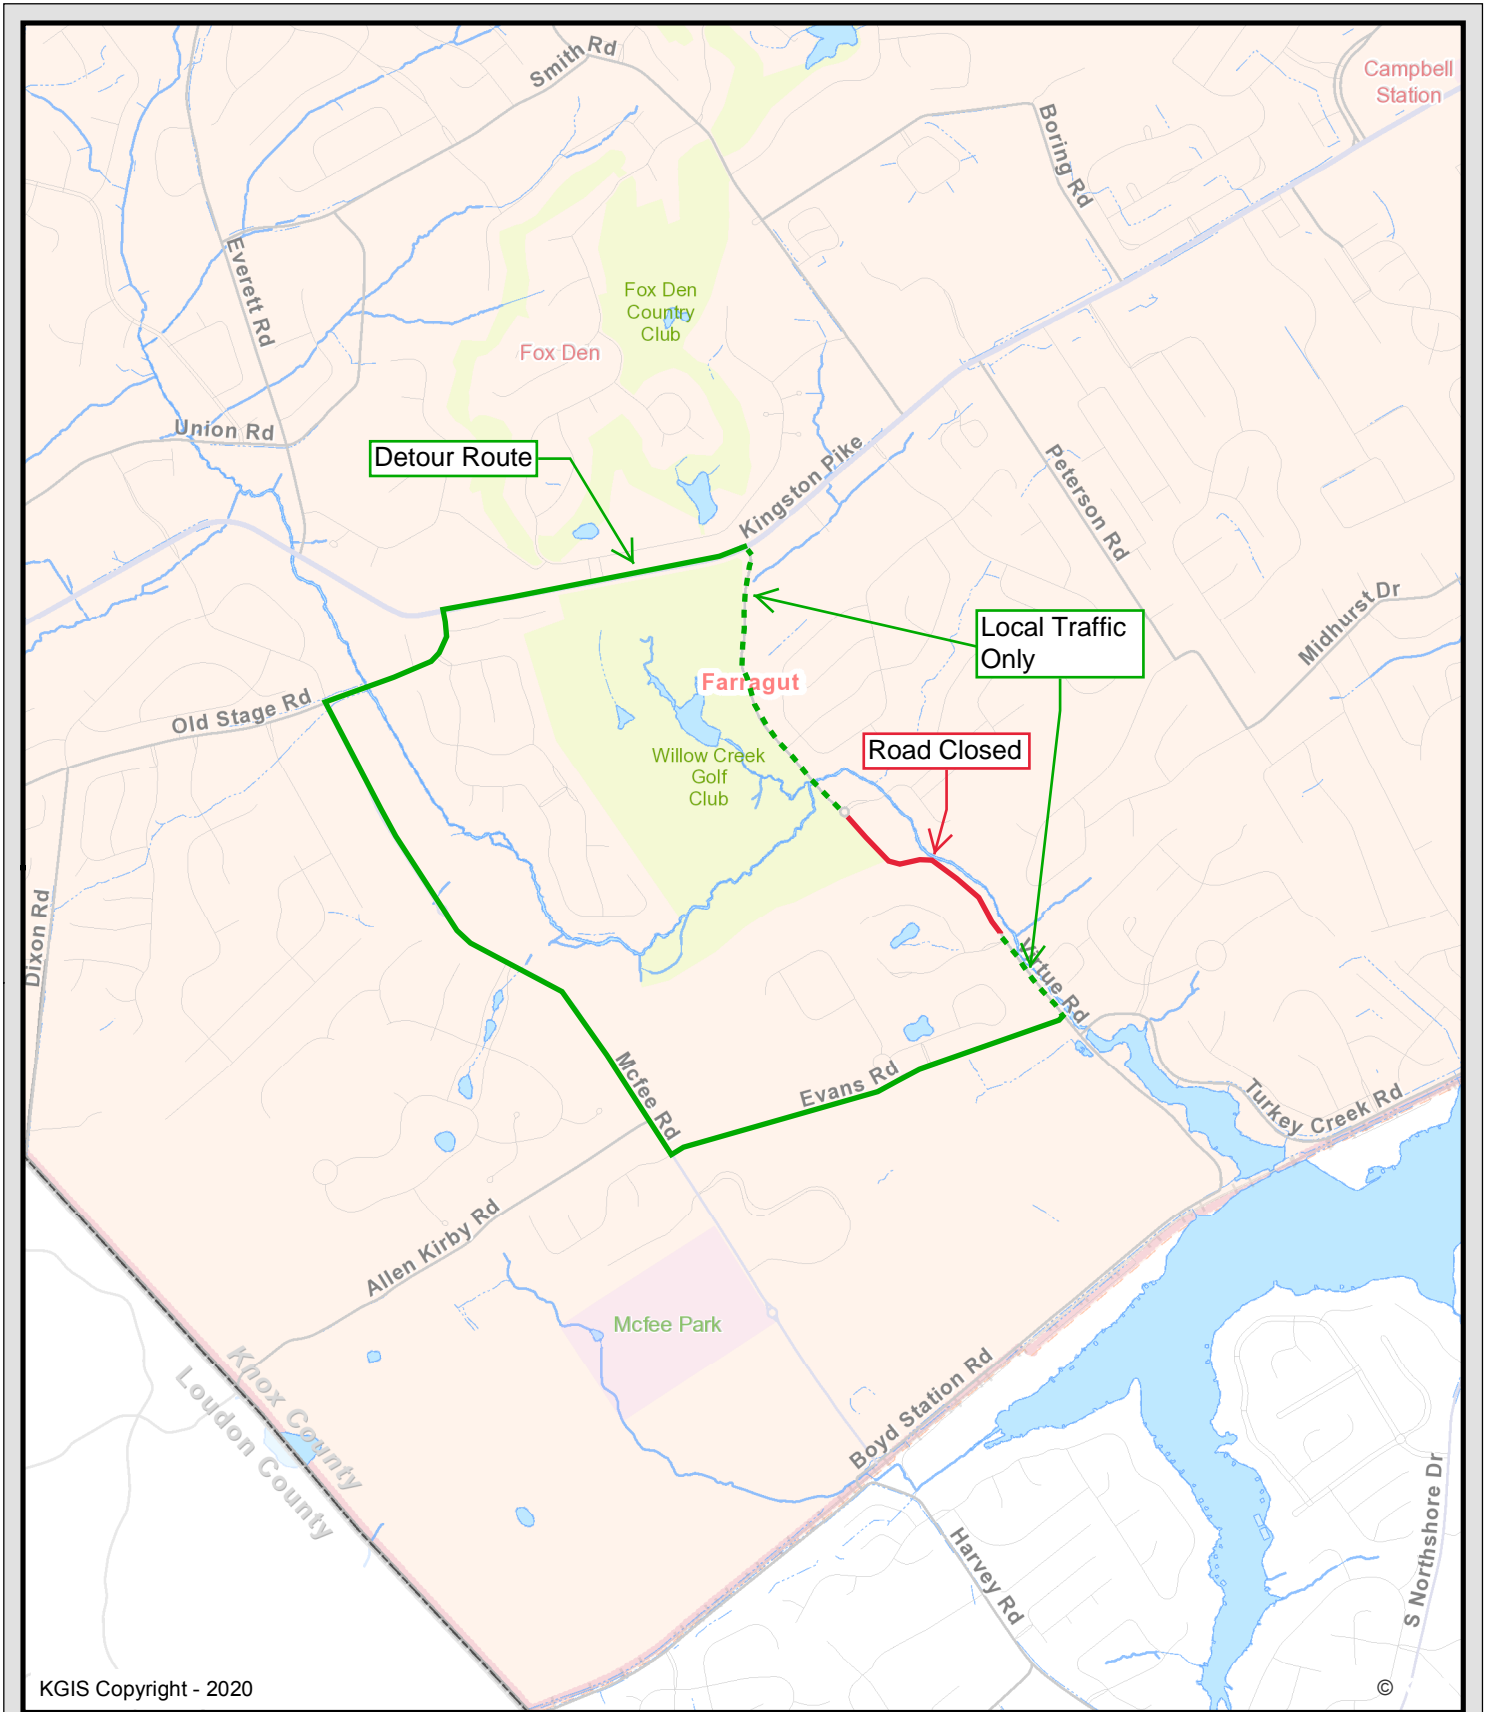 Smith Rd
Campbell
Station
Boring Rd
Everett Rd
Fox Den
Country
Club
Fox Den
Union Rd
Detour Route
Kingston Pike
Peterson Rd
Midhurst Dr
Local Traffic
Only
Farragut
Old Stage Rd
Road Closed
Willow Creek
Golf
Club
Dixon Rd
Virtue Rd
Mcfee Rd
Evans Rd
Turkey Creek Rd
Allen Kirby Rd
Mcfee Park
Knox County
Loudon County
Boyd Station Rd
Harvey Rd
S Northshore Dr
KGIS Copyright - 2020
©